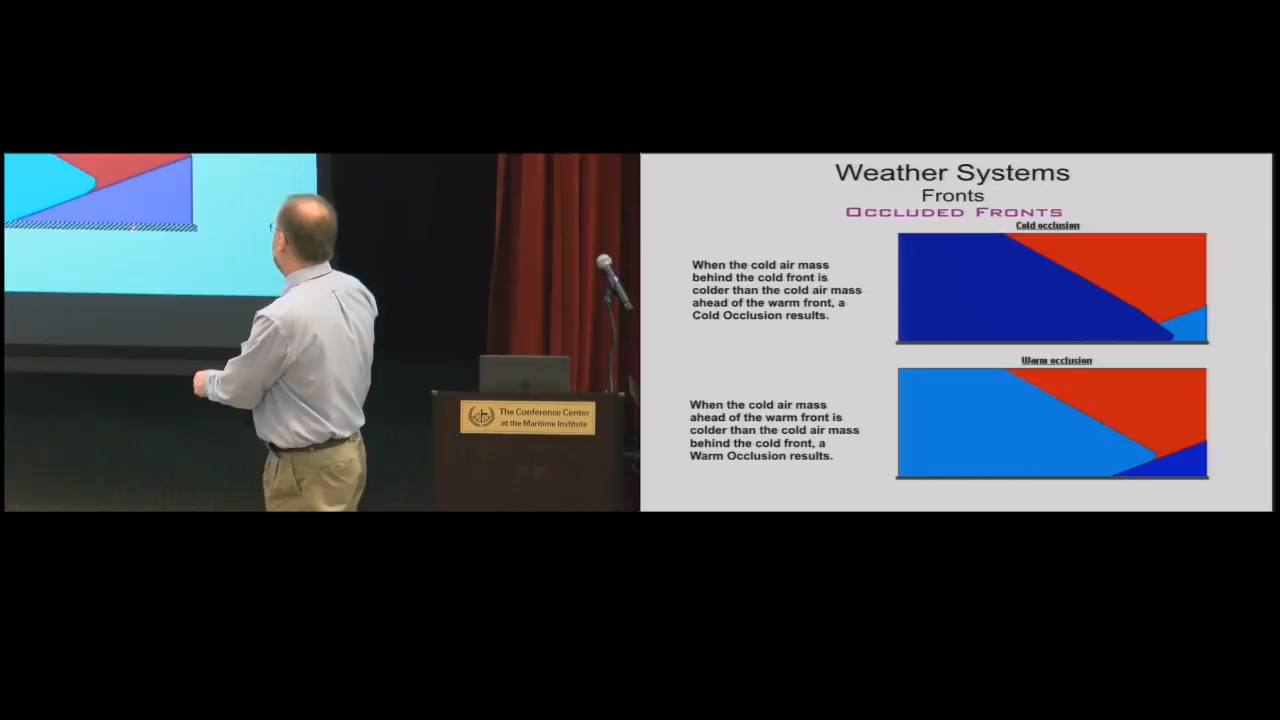 The Conference Center
at the Maritime Institute
Weather Systems
Fronts
OCCLUDED FRONTS
Cold occlusion
When the cold air mass
behind the cold front is
colder than the cold air mass
ahead of the warm front, a
Cold Occlusion results.
Warm occlusion
When the cold air mass
ahead of the warm front is
colder than the cold air mass
behind the cold front, a
Warm Occlusion results.